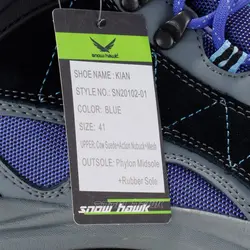 snow hawk
SHOE NAME: KIAN
STYLE NO.: SN20102-01
COLOR: BLUE
SIZE: 41
UPPER: Cow Suede+Action Nubuck+Mesh
OUTSOLE: Phylon Midsole
+Rubber Sole
snow hawk